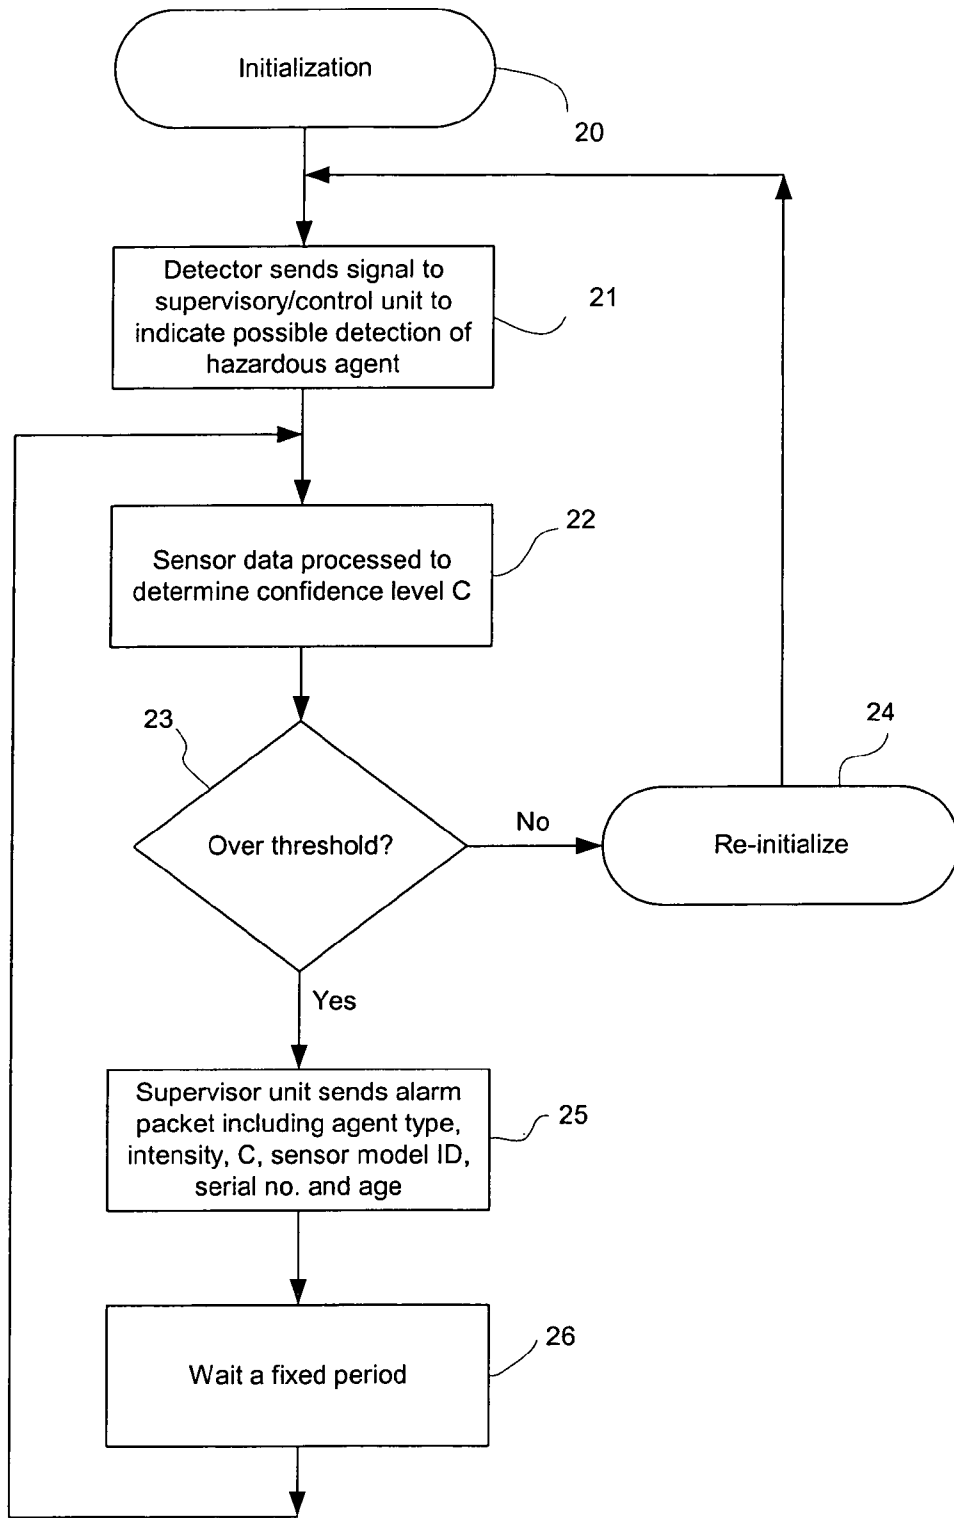 Initialization
20
Detector sends signal to
supervisory/control unit to
indicate possible detection of
hazardous agent
21
Sensor data processed to
determine confidence level C
22
23
Over threshold?
No
24
Re-initialize
Yes
Supervisor unit sends alarm
packet including agent type,
intensity, C, sensor model ID,
serial no. and age
25
Wait a fixed period
26